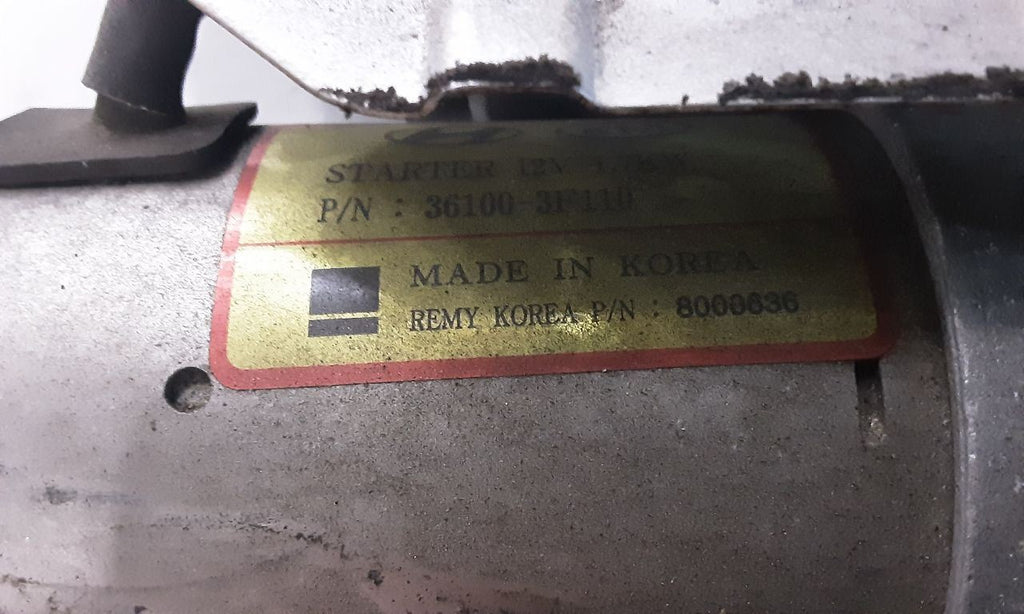 STARTER 12V
P/N : 36100-3F110
MADE IN KOREA
REMY KOREA P/N : 8000636